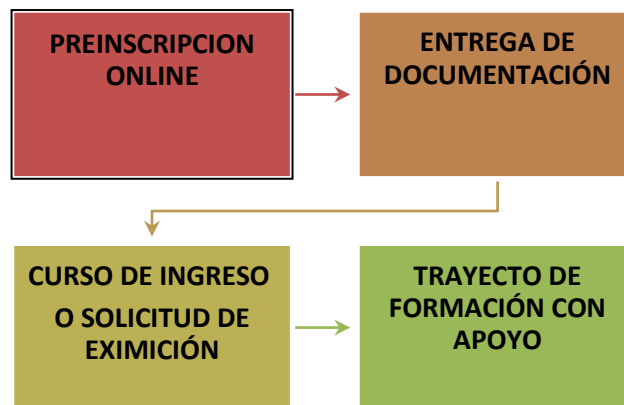 PREINSCRIPCION
ONLINE
ENTREGA DE
DOCUMENTACIÓN
CURSO DE INGRESO
O SOLICITUD DE
EXIMICIÓN
TRAYECTO DE
FORMACIÓN CON
APOYO